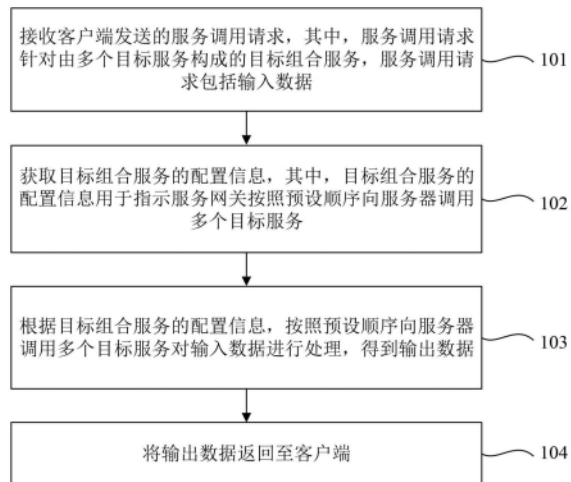 接收客户端发送的服务调用请求，其中，服务调用请求
针对由多个目标服务构成的目标组合服务，服务调用请
求包括输入数据
101
获取目标组合服务的配置信息，其中，目标组合服务的
配置信息用于指示服务网关按照预设顺序向服务器调用
多个目标服务
102
根据目标组合服务的配置信息，按照预设顺序向服务器
调用多个目标服务对输入数据进行处理，得到输出数据
103
将输出数据返回至客户端
104